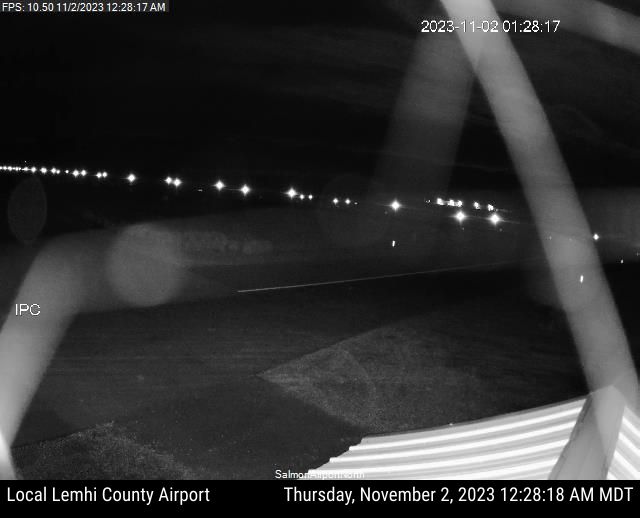 FPS: 10.50 11/2/2023 12:28:17 AM
2023-11-02 01:28:17
IPC
SalmonAirport.north
Local Lemhi County Airport Thursday, November 2, 2023 12:28:18 AM MDT